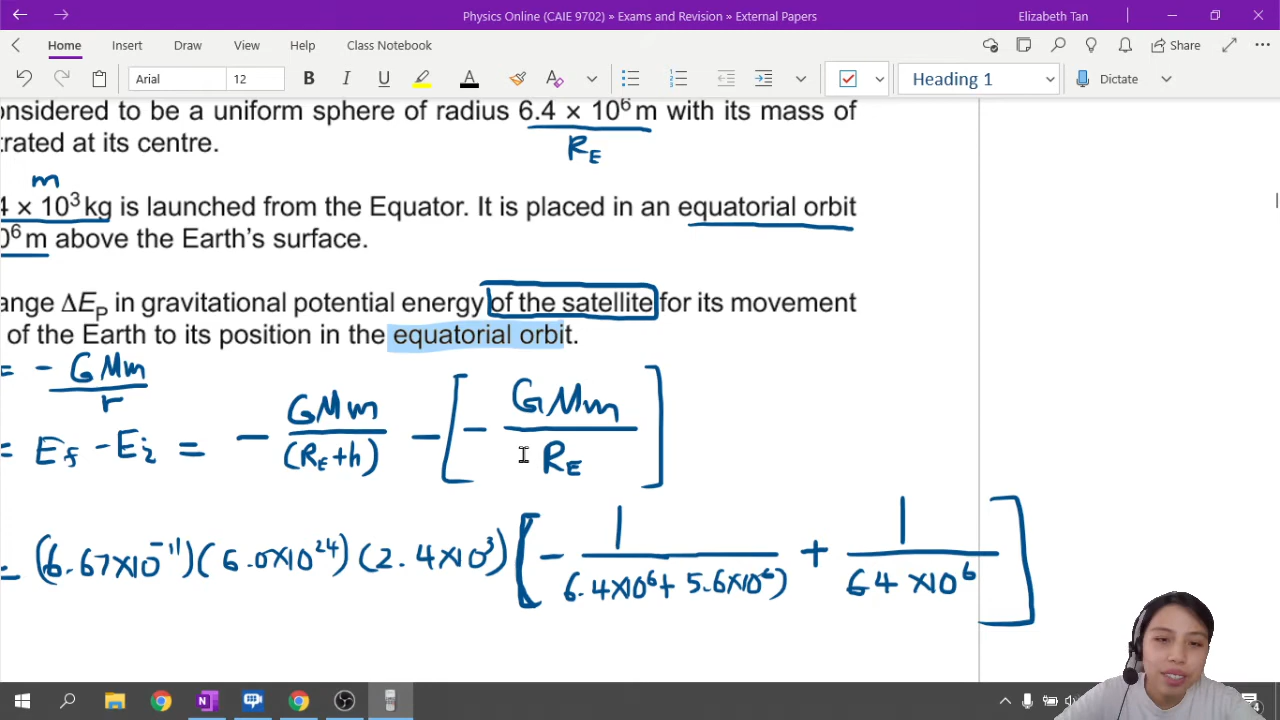 Physics Online (CAIE 9702) » Exams and Revision » External Papers
Elizabeth Tan
Home Insert Draw View Help Class Notebook
Share
Arial 12 B I U A Heading 1 Dictate
onsidered to be a uniform sphere of radius 6.4 × 10⁶ m with its mass of
trated at its centre.
R_E
m
4 × 10³ kg is launched from the Equator. It is placed in an equatorial orbit
0⁶ m above the Earth's surface.
ange ΔE_P in gravitational potential energy of the satellite for its movement
of the Earth to its position in the equatorial orbit.
= - GMm / r
= E_f - E_i = - GMm / (R_E+h) - [ - GMm / R_E ]
= (6.67×10⁻¹¹)(6.0×10²⁴)(2.4×10³) [ - 1 / 6.4×10⁶ + 5.6×10⁶) + 1 / 64 ×10⁶ ]